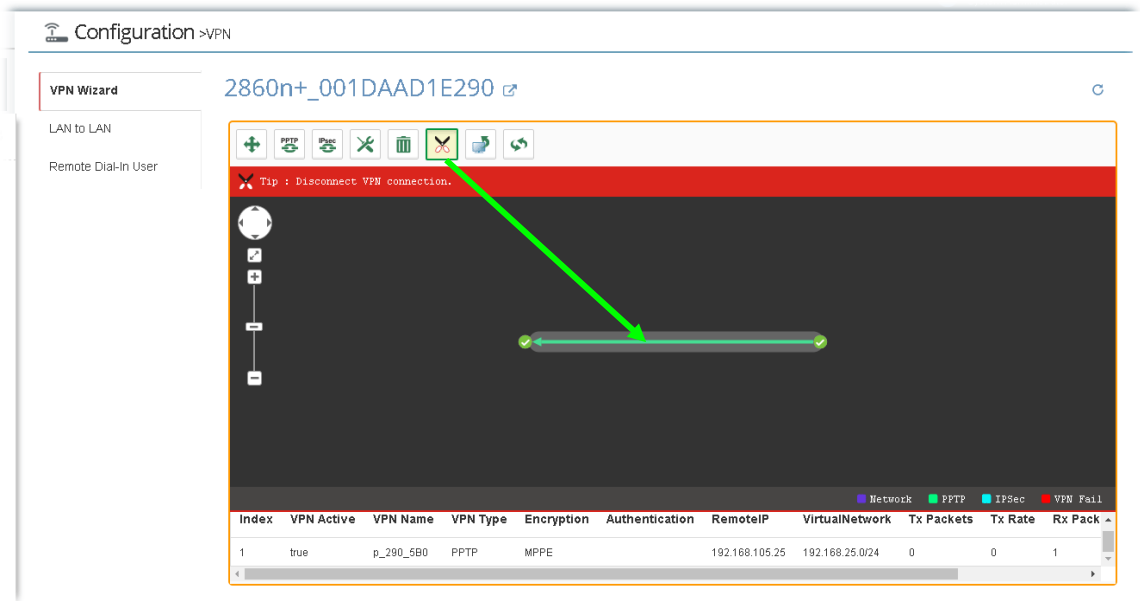 Configuration >VPN
VPN Wizard
LAN to LAN
Remote Dial-In User
2860n+_001DAAD1E290
PPTP IPsec
Tip : Disconnect VPN connection.
Network PPTP IPSec VPN Fail
Index VPN Active VPN Name VPN Type Encryption Authentication RemoteIP VirtualNetwork Tx Packets Tx Rate Rx Pack
1 true p_290_5B0 PPTP MPPE 192.168.105.25 192.168.25.0/24 0 0 1